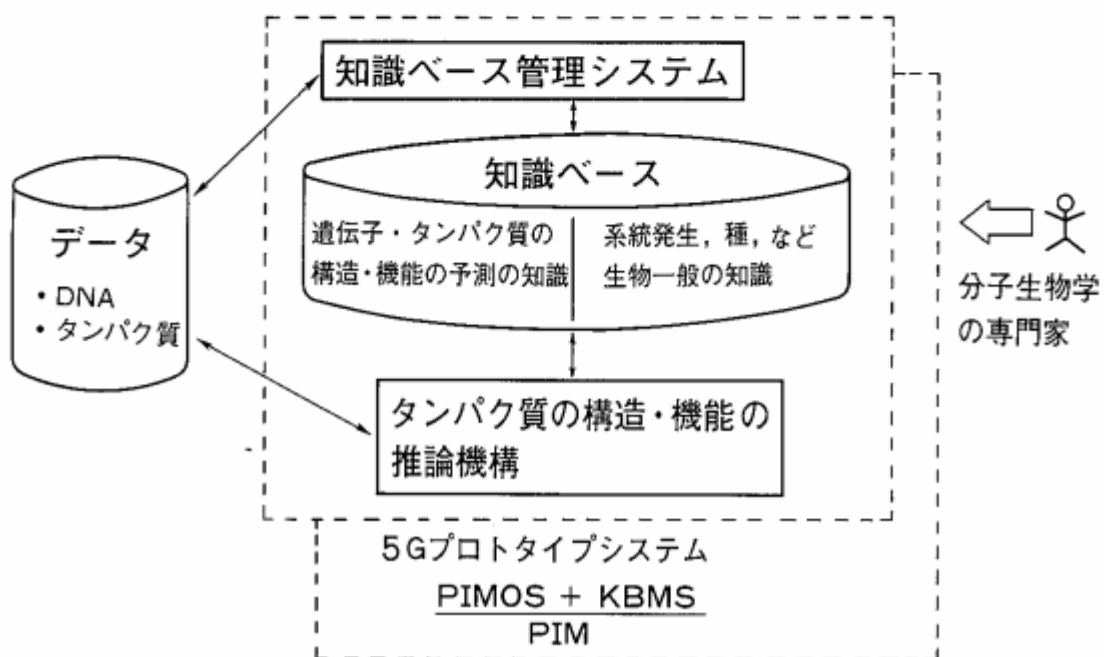 知識ベース管理システム
知識ベース
遺伝子・タンパク質の
構造・機能の予測の知識
系統発生，種，など
生物一般の知識
データ
・DNA
・タンパク質
分子生物学
の専門家
タンパク質の構造・機能の
推論機構
5Gプロトタイプシステム
PIMOS + KBMS
PIM